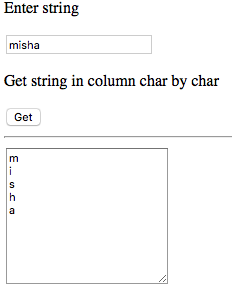 Enter string
misha
Get string in column char by char
Get
m
i
s
h
a